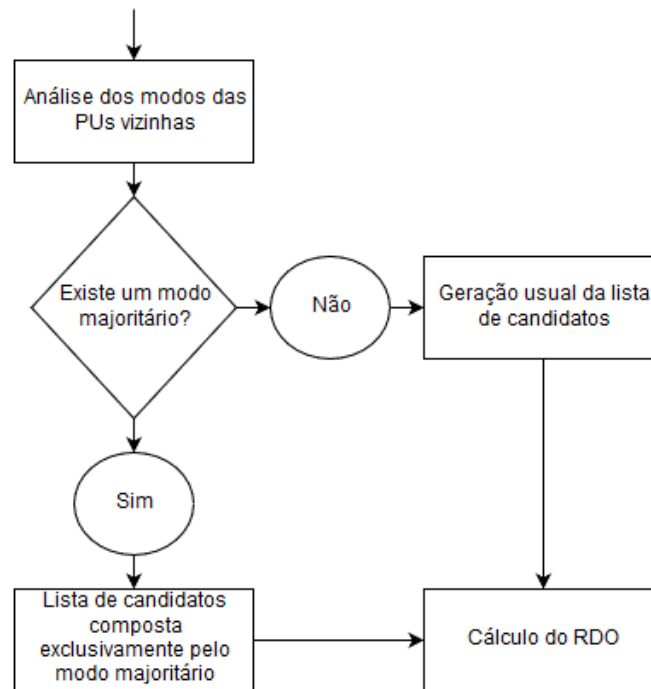 Análise dos modos das
PUs vizinhas
Existe um modo
majoritário?
Não
Geração usual da lista
de candidatos
Sim
Lista de candidatos
composta
exclusivamente pelo
modo majoritário
Cálculo do RDO